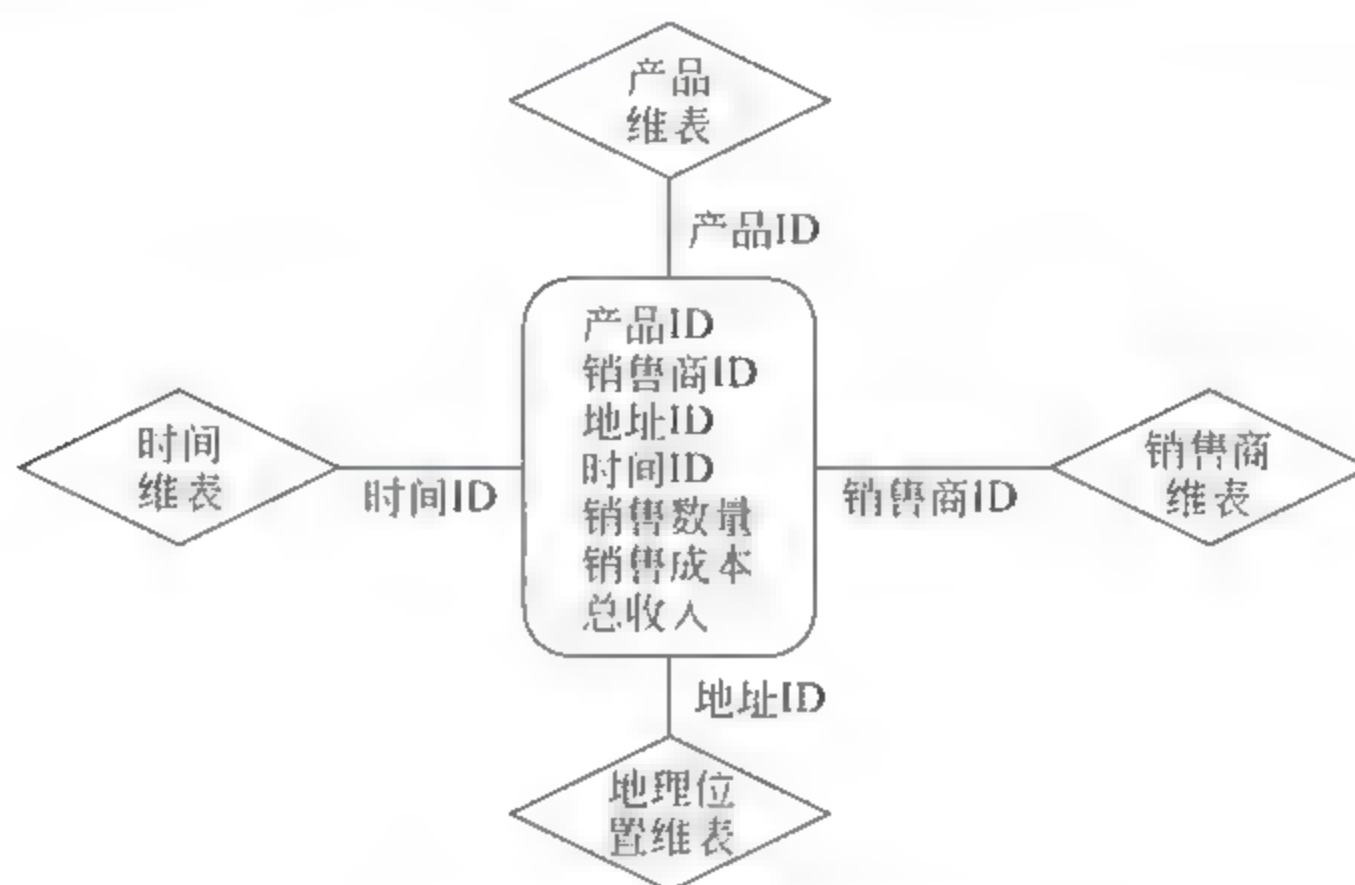 产品
维表
产品ID
产品ID
销售商ID
地址ID
时间ID
销售数量
销售成本
总收入
时间
维表
时间ID
销售商ID
销售商
维表
地址ID
地理位
置维表